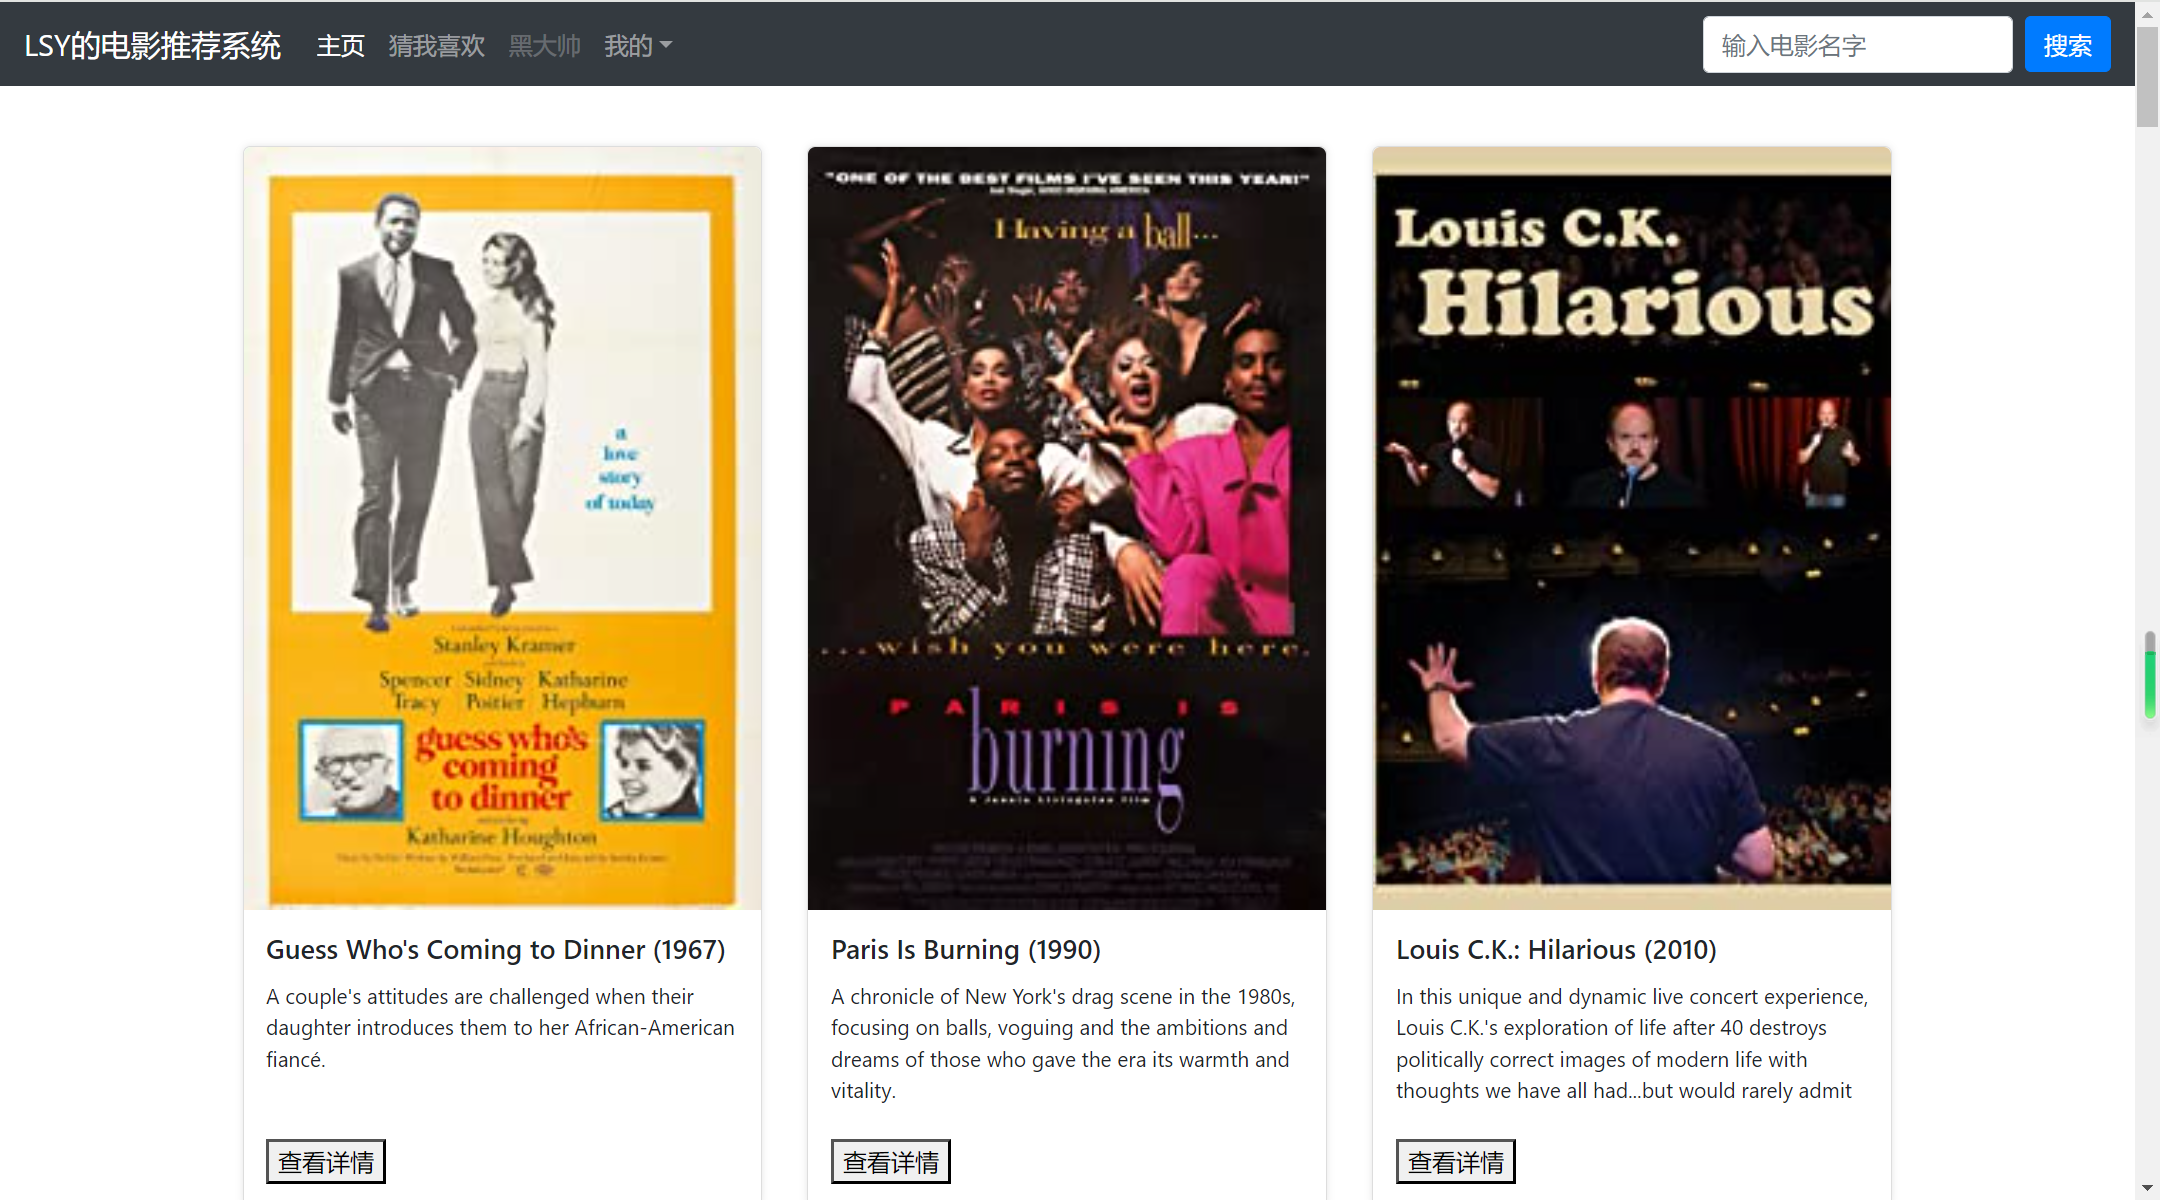 LSY的电影推荐系统 主页 猜我喜欢 黑大帅 我的 输入电影名字 搜索
a
love
story
of today
Stanley Kramer
Spencer Sidney Katharine
Tracy Poitier Hepburn
guess who's
coming
to dinner
Katharine Houghton
Guess Who's Coming to Dinner (1967)
A couple's attitudes are challenged when their
daughter introduces them to her African-American
fiancé.
查看详情
"ONE OF THE BEST FILMS I'VE SEEN THIS YEAR!"
Having a ball...
...wish you were here.
PARIS IS
burning
A Jennie Livingston Film
Paris Is Burning (1990)
A chronicle of New York's drag scene in the 1980s,
focusing on balls, voguing and the ambitions and
dreams of those who gave the era its warmth and
vitality.
查看详情
Louis C.K.
Hilarious
Louis C.K.: Hilarious (2010)
In this unique and dynamic live concert experience,
Louis C.K.'s exploration of life after 40 destroys
politically correct images of modern life with
thoughts we have all had...but would rarely admit
查看详情